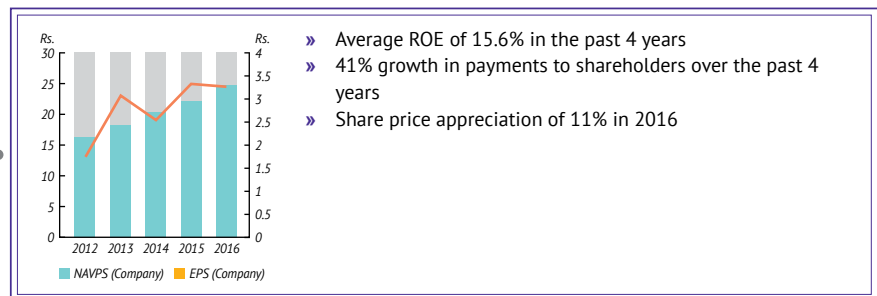 Rs. Rs.
30 4
25 3.5
20 3
15 2.5
10 2
5 1.5
0 1
0.5
0
2012 2013 2014 2015 2016
NAVPS (Company) EPS (Company)
» Average ROE of 15.6% in the past 4 years
» 41% growth in payments to shareholders over the past 4
years
» Share price appreciation of 11% in 2016